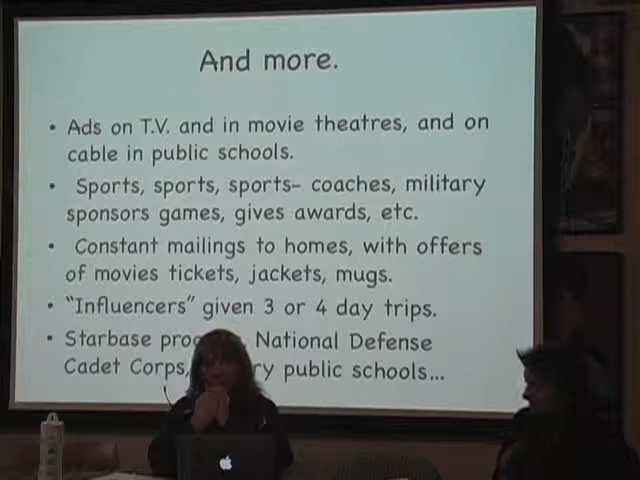 And more.
• Ads on T.V. and in movie theatres, and on
cable in public schools.
• Sports, sports, sports- coaches, military
sponsors games, gives awards, etc.
• Constant mailings to homes, with offers
of movies tickets, jackets, mugs.
• "Influencers" given 3 or 4 day trips.
• Starbase National Defense
Cadet Corps, public schools...